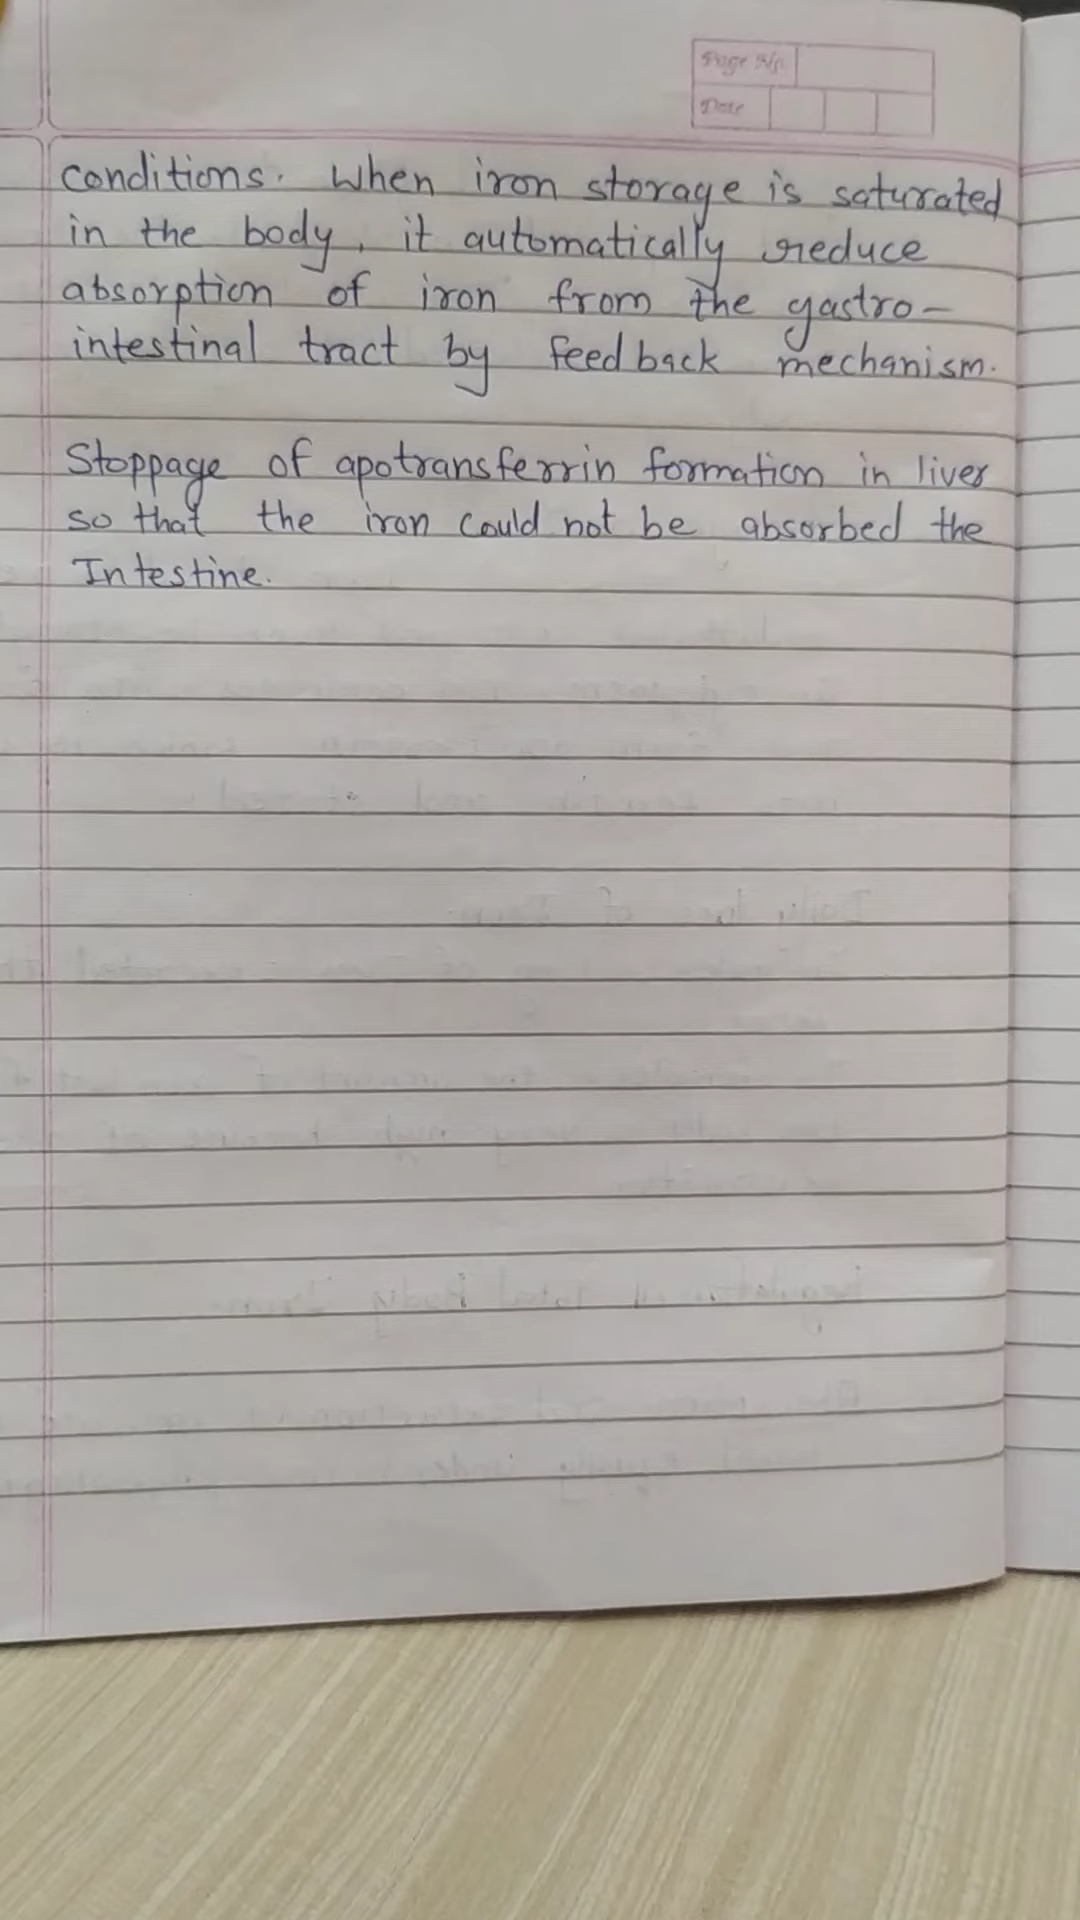 Page No.
Date
conditions. When iron storage is saturated
in the body, it automatically reduce
absorption of iron from the gastro-
intestinal tract by feedback mechanism.
Stoppage of apotransferrin formation in liver
so that the iron could not be absorbed the
Intestine.